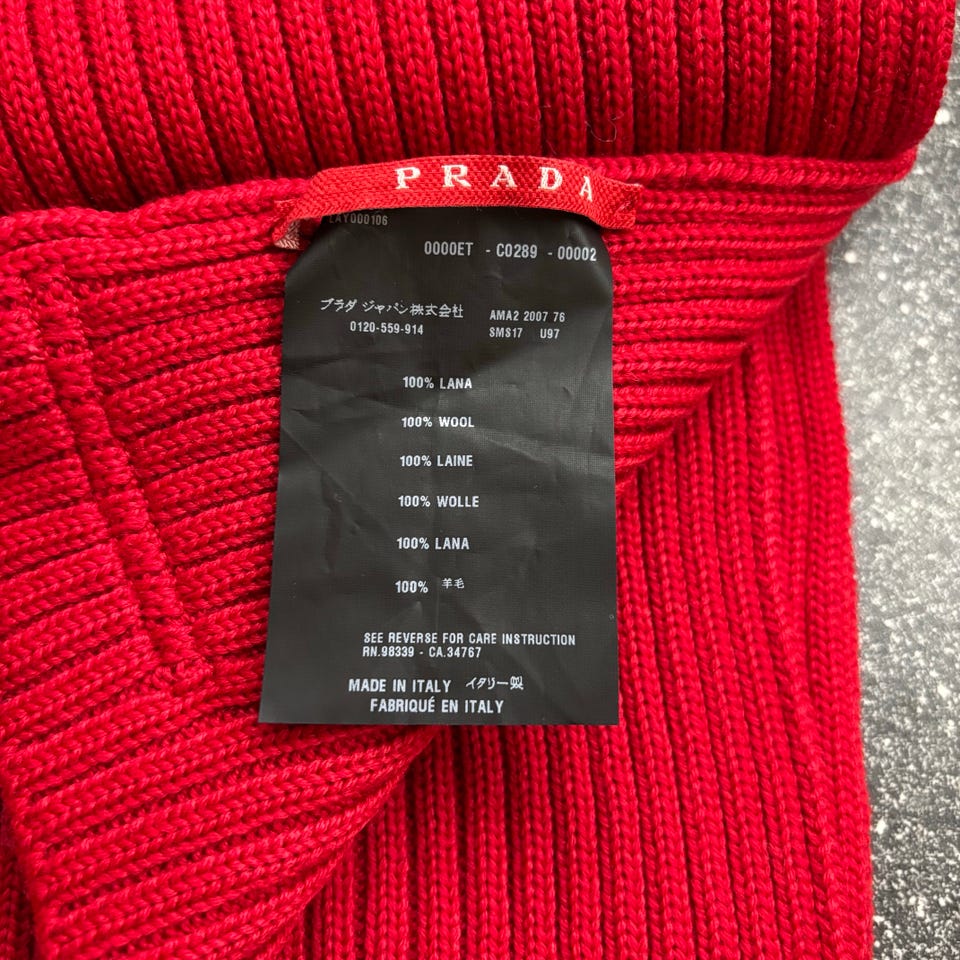 PRADA
LAY000106
0000ET - C0289 - 00002
プラダ ジャパン株式会社
0120-559-914
AMA2 2007 76
SMS17 U97
100% LANA
100% WOOL
100% LAINE
100% WOLLE
100% LANA
100% 羊毛
SEE REVERSE FOR CARE INSTRUCTION
RN.98339 - CA.34767
MADE IN ITALY イタリー製
FABRIQUÉ EN ITALY